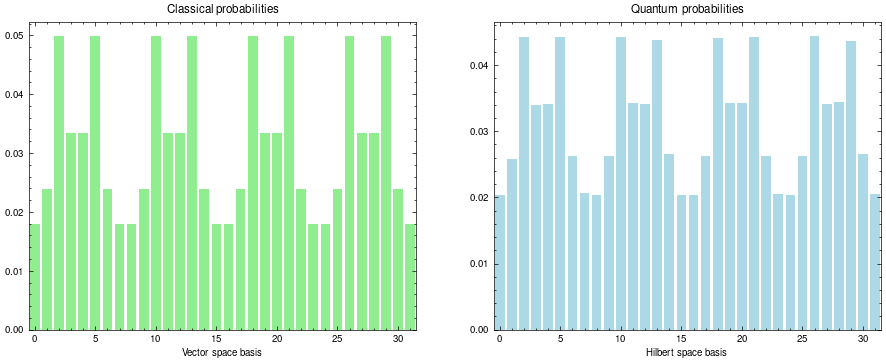 Classical probabilities
0.05
0.04
0.03
0.02
0.01
0.00
0 5 10 15 20 25 30
Vector space basis
Quantum probabilities
0.04
0.03
0.02
0.01
0.00
0 5 10 15 20 25 30
Hilbert space basis